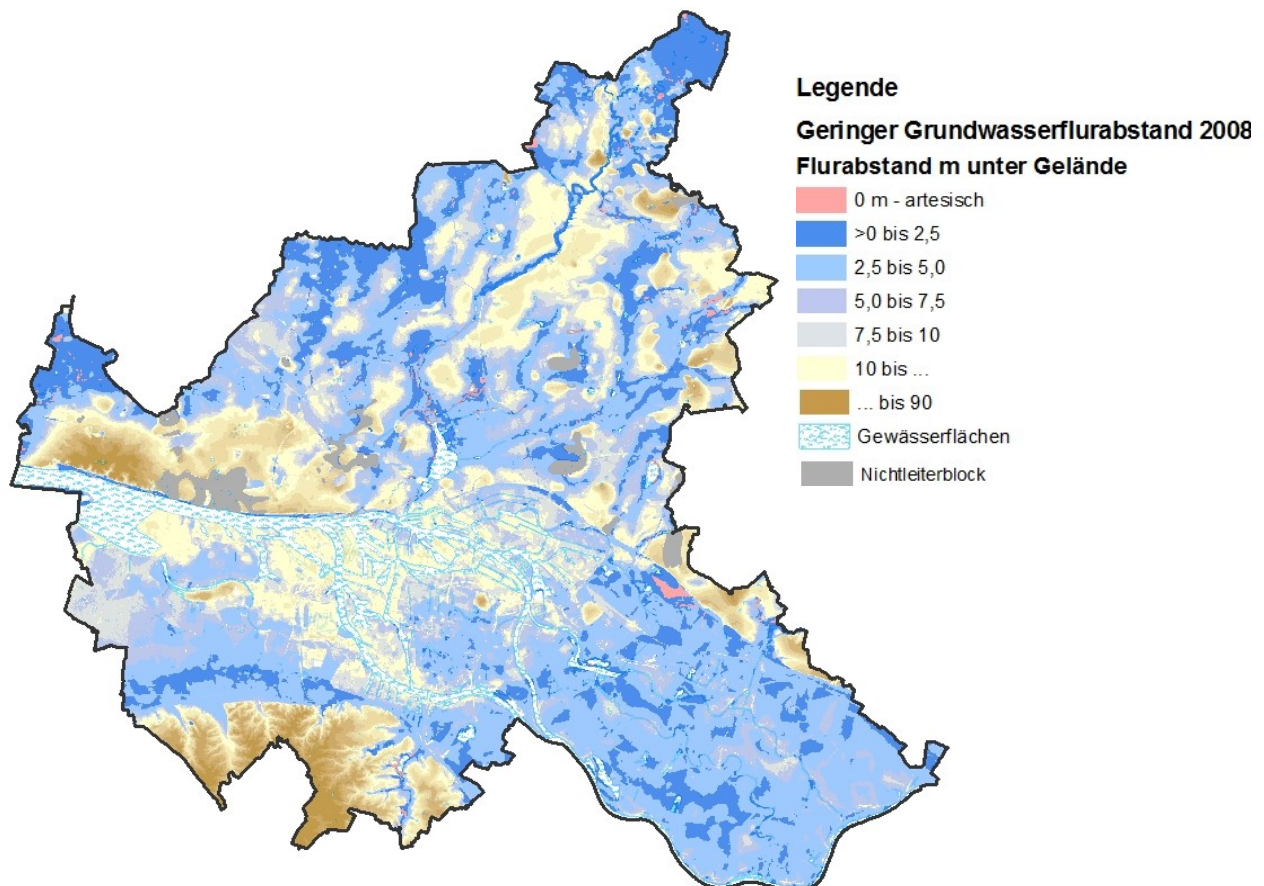 Legende
Geringer Grundwasserflurabstand 2008
Flurabstand m unter Gelände
0 m - artesisch
>0 bis 2,5
2,5 bis 5,0
5,0 bis 7,5
7,5 bis 10
10 bis ...
... bis 90
Gewässerflächen
Nichtleiterblock